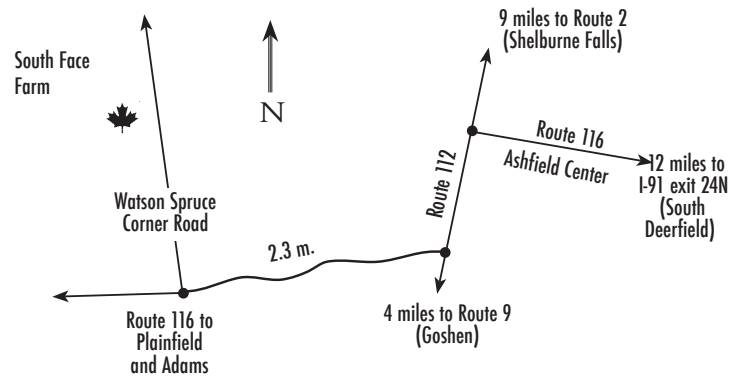 9 miles to Route 2
(Shelburne Falls)
South Face
Farm
N
Route 116
Ashfield Center
12 miles to
I-91 exit 24N
(South
Deerfield)
Route 112
Watson Spruce
Corner Road
2.3 m.
4 miles to Route 9
(Goshen)
Route 116 to
Plainfield
and Adams